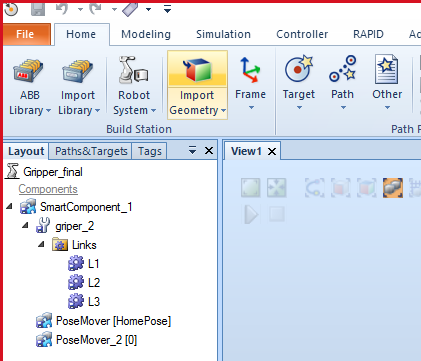 File Home Modeling Simulation Controller RAPID
ABB Library Import Library Robot System Import Geometry Frame Target Path Other
Build Station Path
Layout Paths&Targets Tags View1
Gripper_final
Components
SmartComponent_1
griper_2
Links
L1
L2
L3
PoseMover [HomePose]
PoseMover_2 [0]